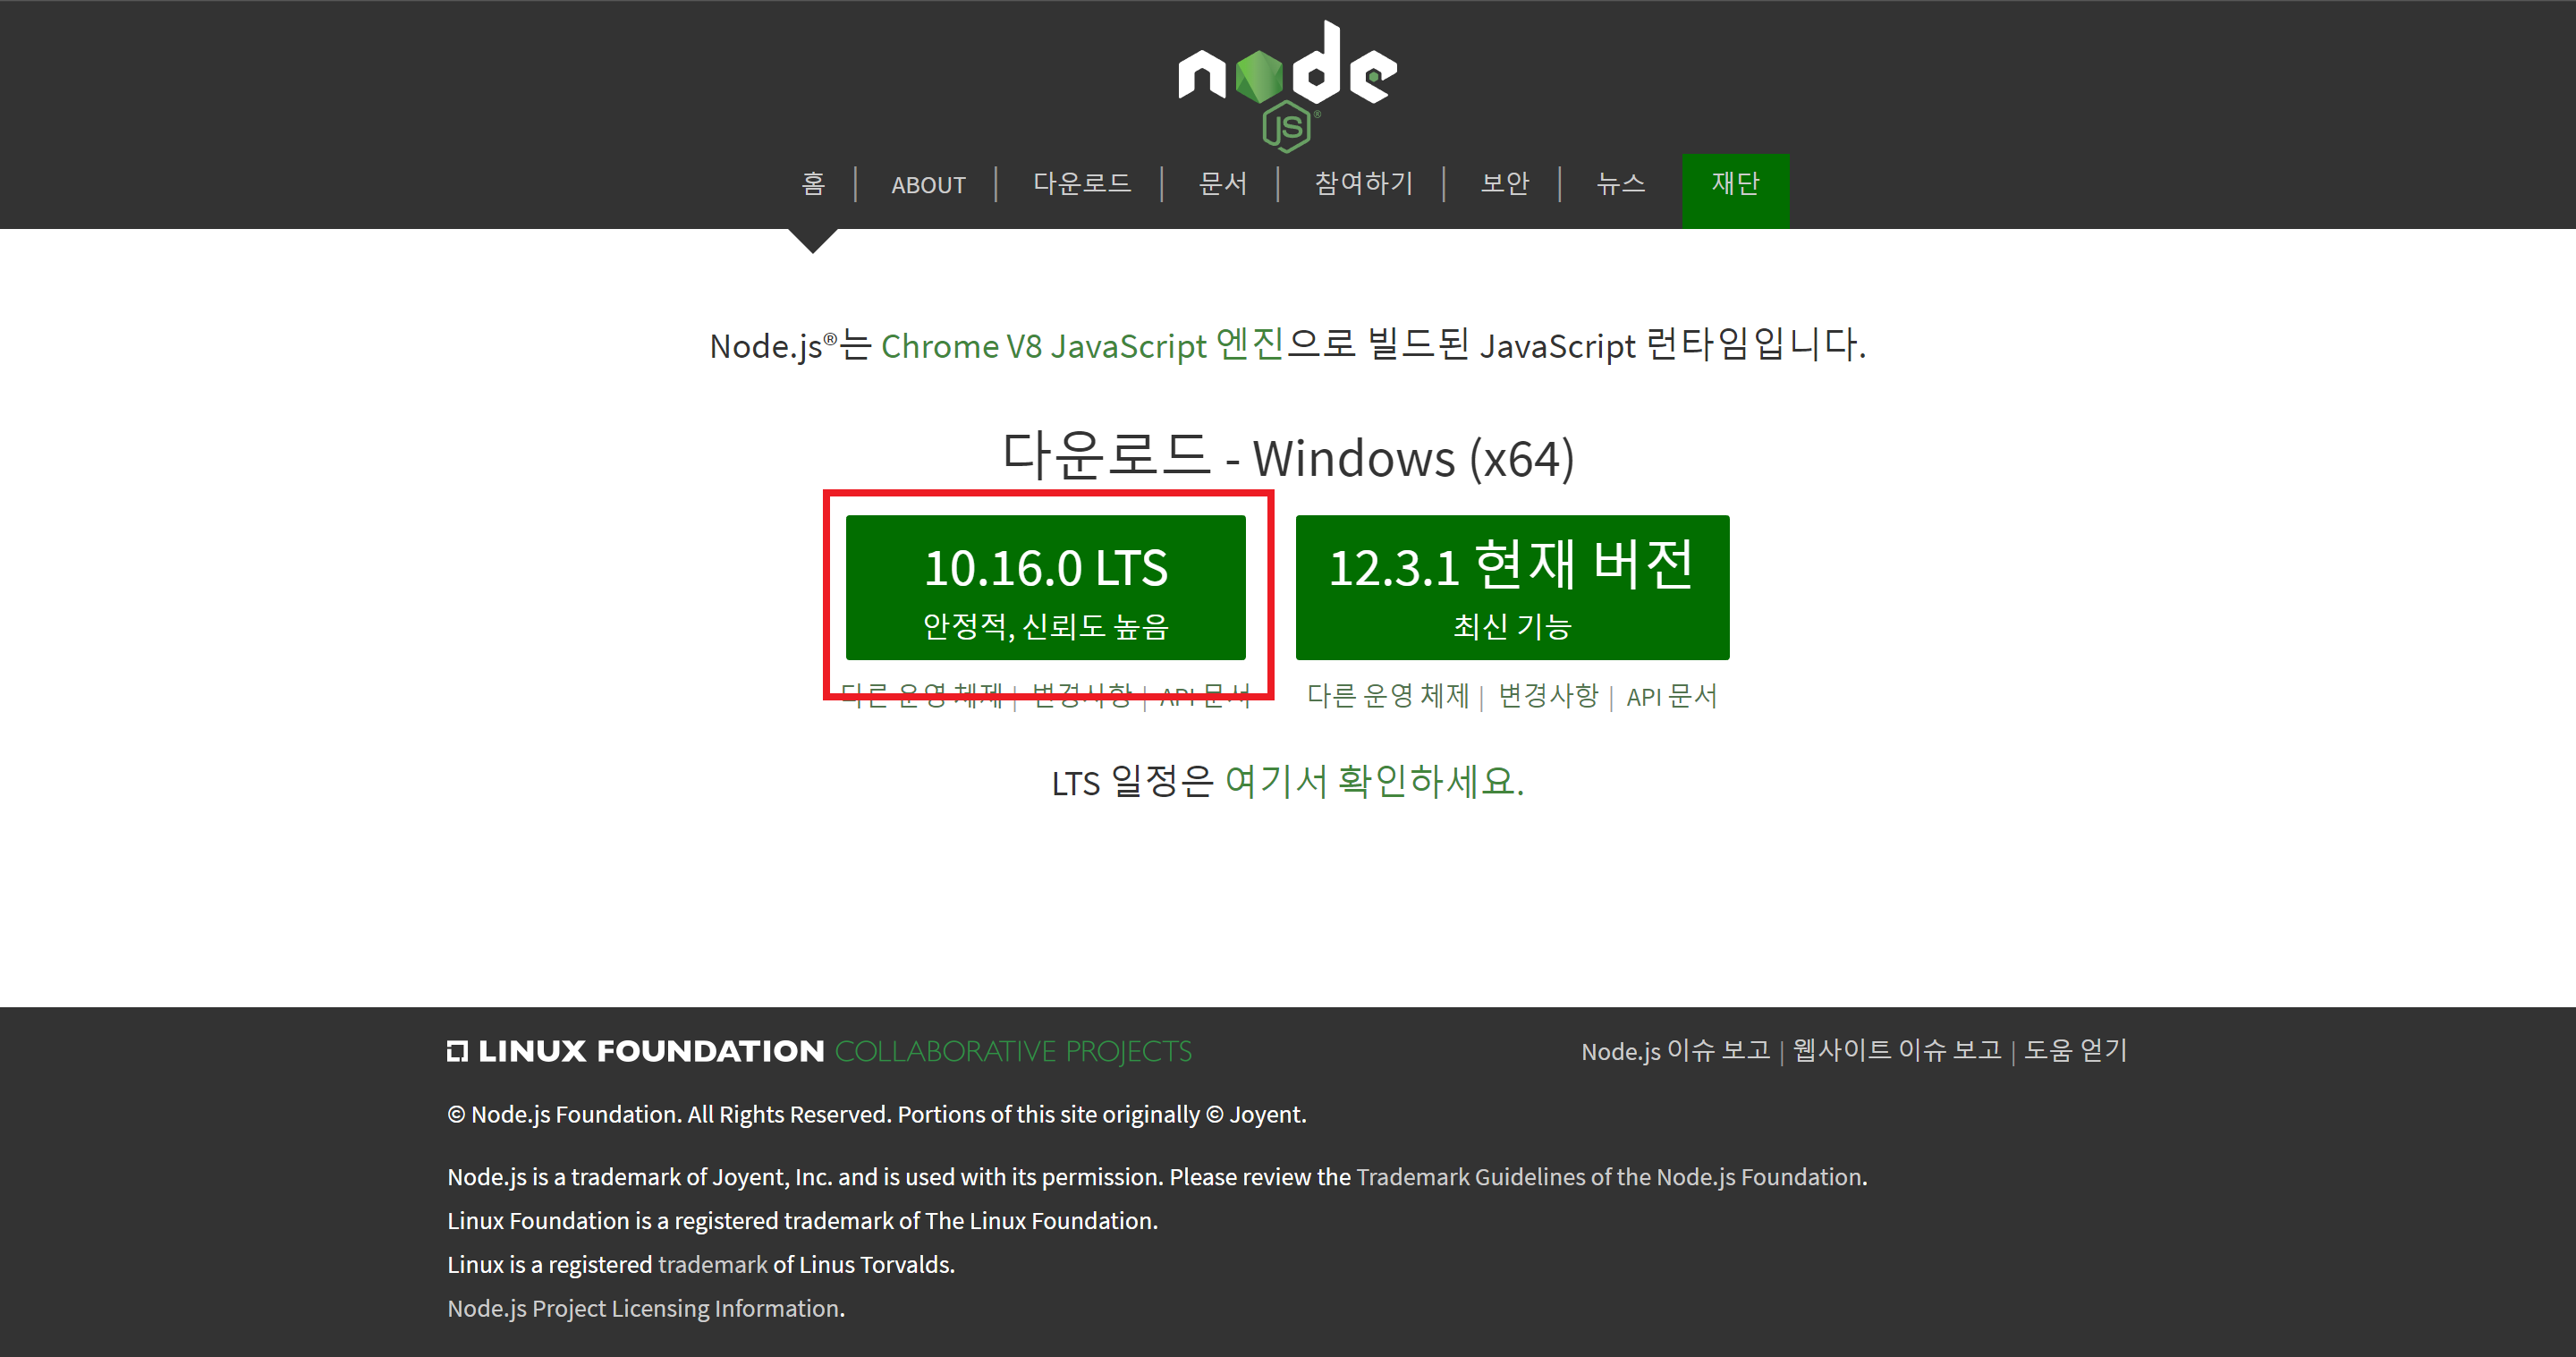 node
JS®
홈 | ABOUT | 다운로드 | 문서 | 참여하기 | 보안 | 뉴스 재단
Node.js®는 Chrome V8 JavaScript 엔진으로 빌드된 JavaScript 런타임입니다.
다운로드 - Windows (x64)
10.16.0 LTS
안정적, 신뢰도 높음
12.3.1 현재 버전
최신 기능
다른 운영 체제 | 변경사항 | API 문서
다른 운영 체제 | 변경사항 | API 문서
LTS 일정은 여기서 확인하세요.
LINUX FOUNDATION COLLABORATIVE PROJECTS
Node.js 이슈 보고 | 웹사이트 이슈 보고 | 도움 얻기
© Node.js Foundation. All Rights Reserved. Portions of this site originally © Joyent.
Node.js is a trademark of Joyent, Inc. and is used with its permission. Please review the Trademark Guidelines of the Node.js Foundation.
Linux Foundation is a registered trademark of The Linux Foundation.
Linux is a registered trademark of Linus Torvalds.
Node.js Project Licensing Information.